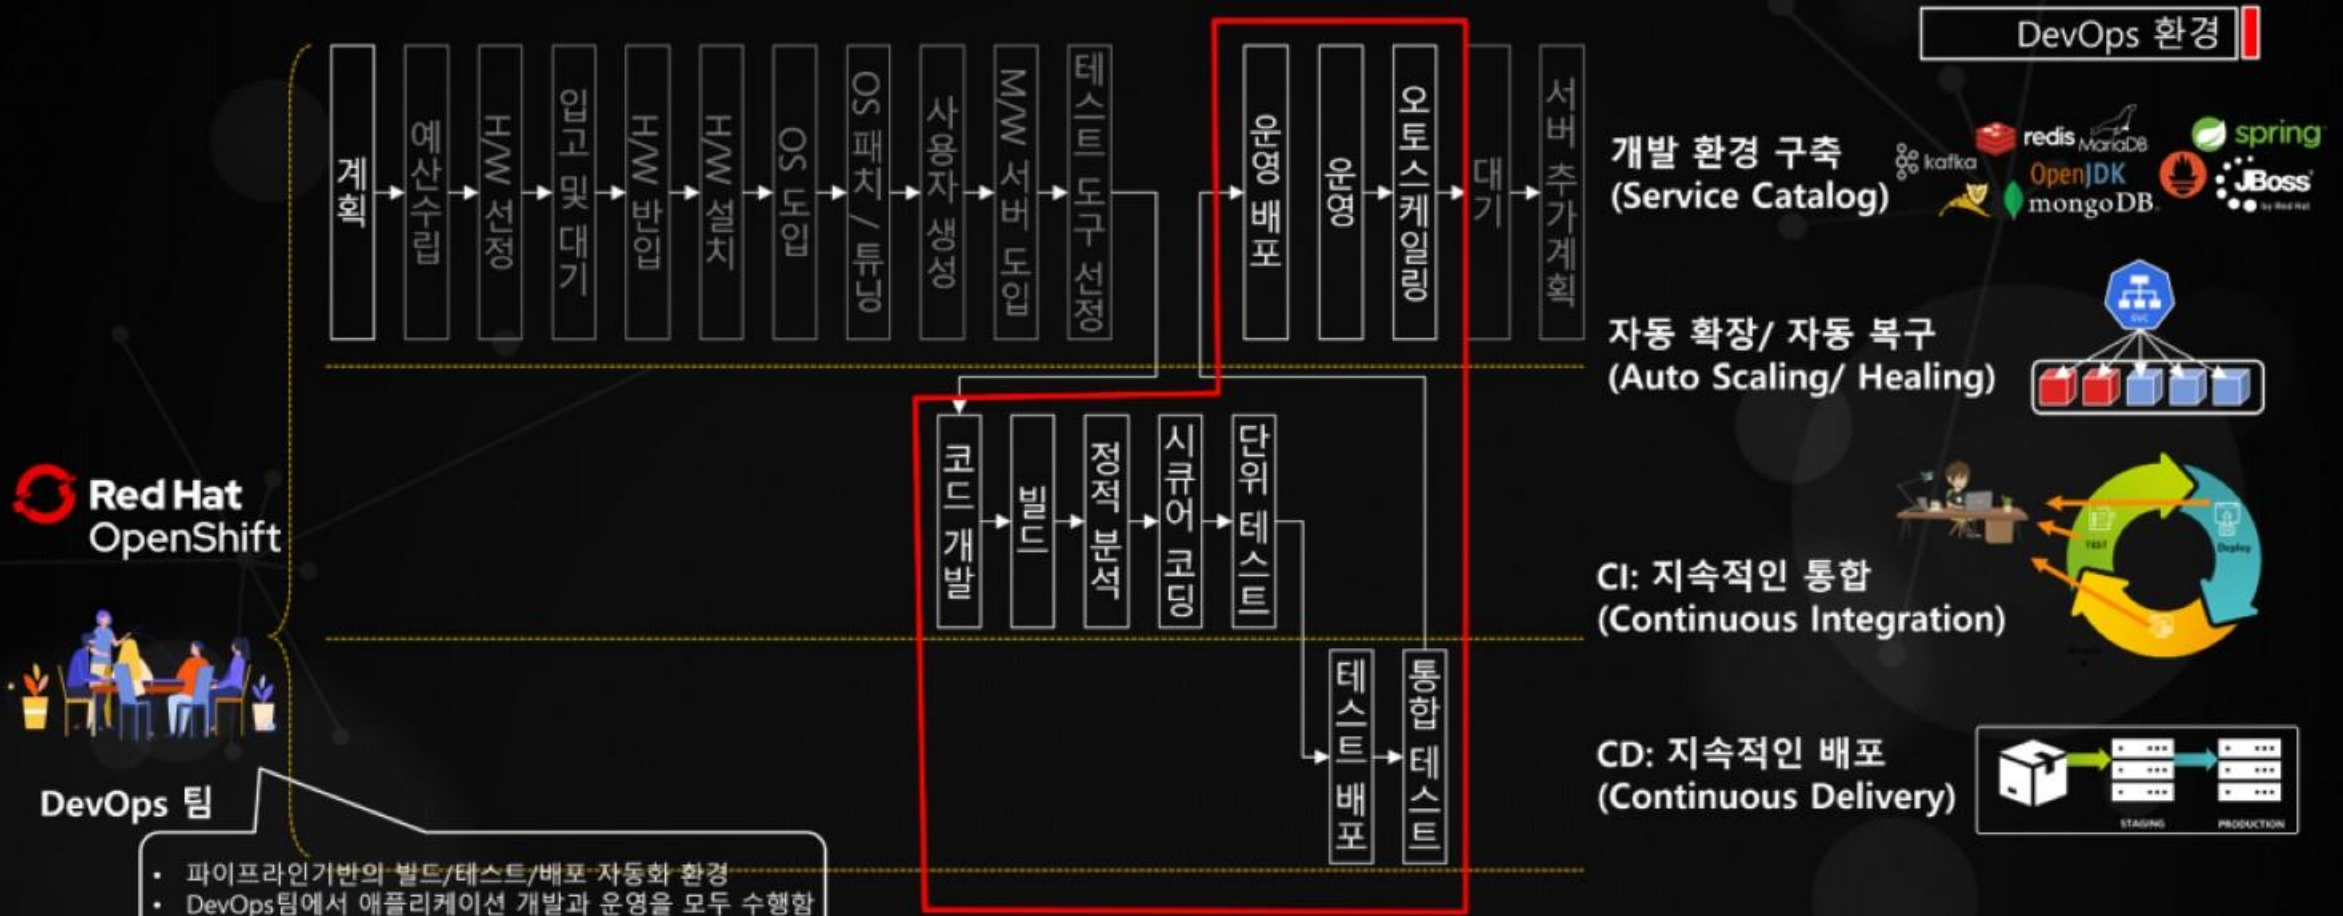 DevOps 환경
계획
예산수립
H/W 선정
입고 및 대기
H/W 반입
H/W 설치
OS 도입
OS 패치 / 튜닝
사용자 생성
M/W 서버 도입
테스트 도구 선정
운영 배포
운영
오토스케일링
대기
서버 추가계획
코드 개발
빌드
정적 분석
시큐어 코딩
단위 테스트
테스트 배포
통합 테스트
개발 환경 구축
(Service Catalog)
kafka
redis
MariaDB
spring
OpenJDK
mongoDB.
JBoss
by Red Hat
자동 확장/ 자동 복구
(Auto Scaling/ Healing)
SVC
CI: 지속적인 통합
(Continuous Integration)
TEST
Deploy
CD: 지속적인 배포
(Continuous Delivery)
STAGING
PRODUCTION
Red Hat
OpenShift
DevOps 팀
• 파이프라인기반의 빌드/테스트/배포 자동화 환경
• DevOps팀에서 애플리케이션 개발과 운영을 모두 수행함